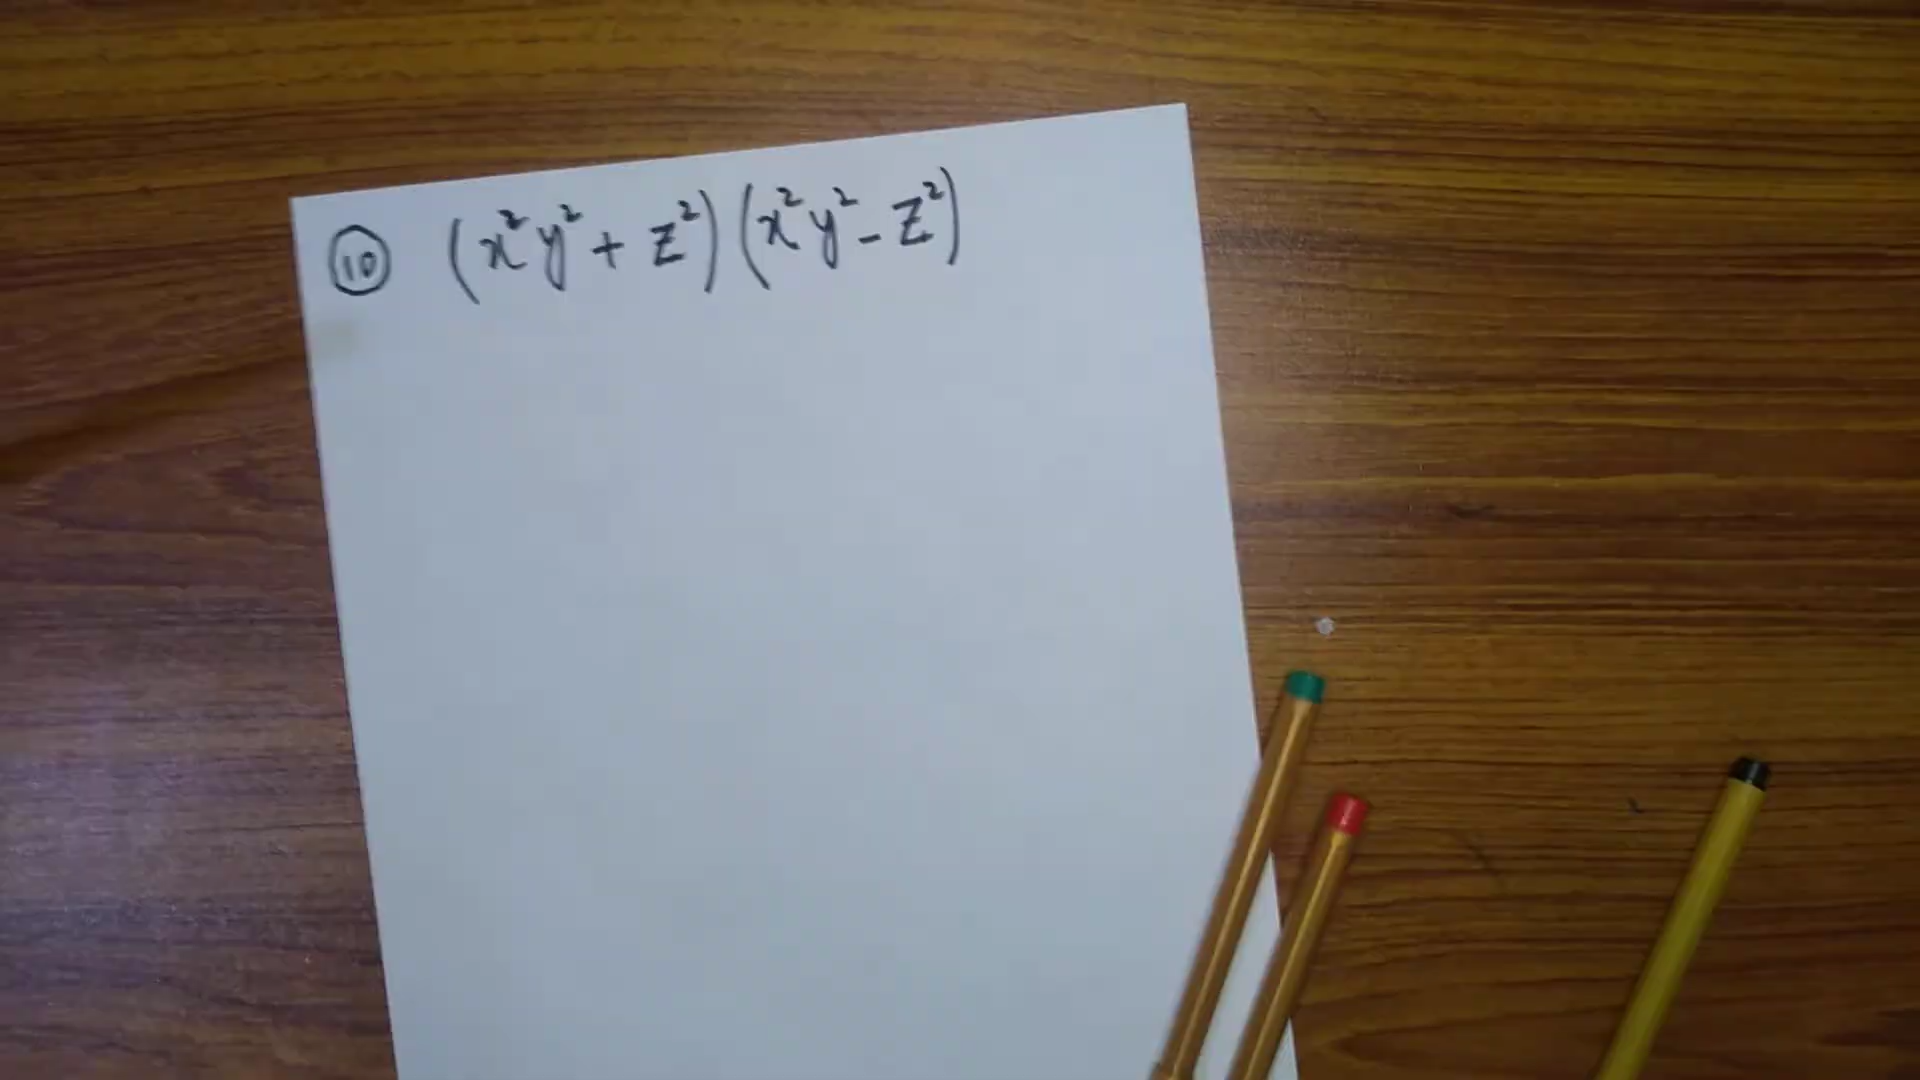 ⑩ (x²y² + z²)(x²y² - z²)